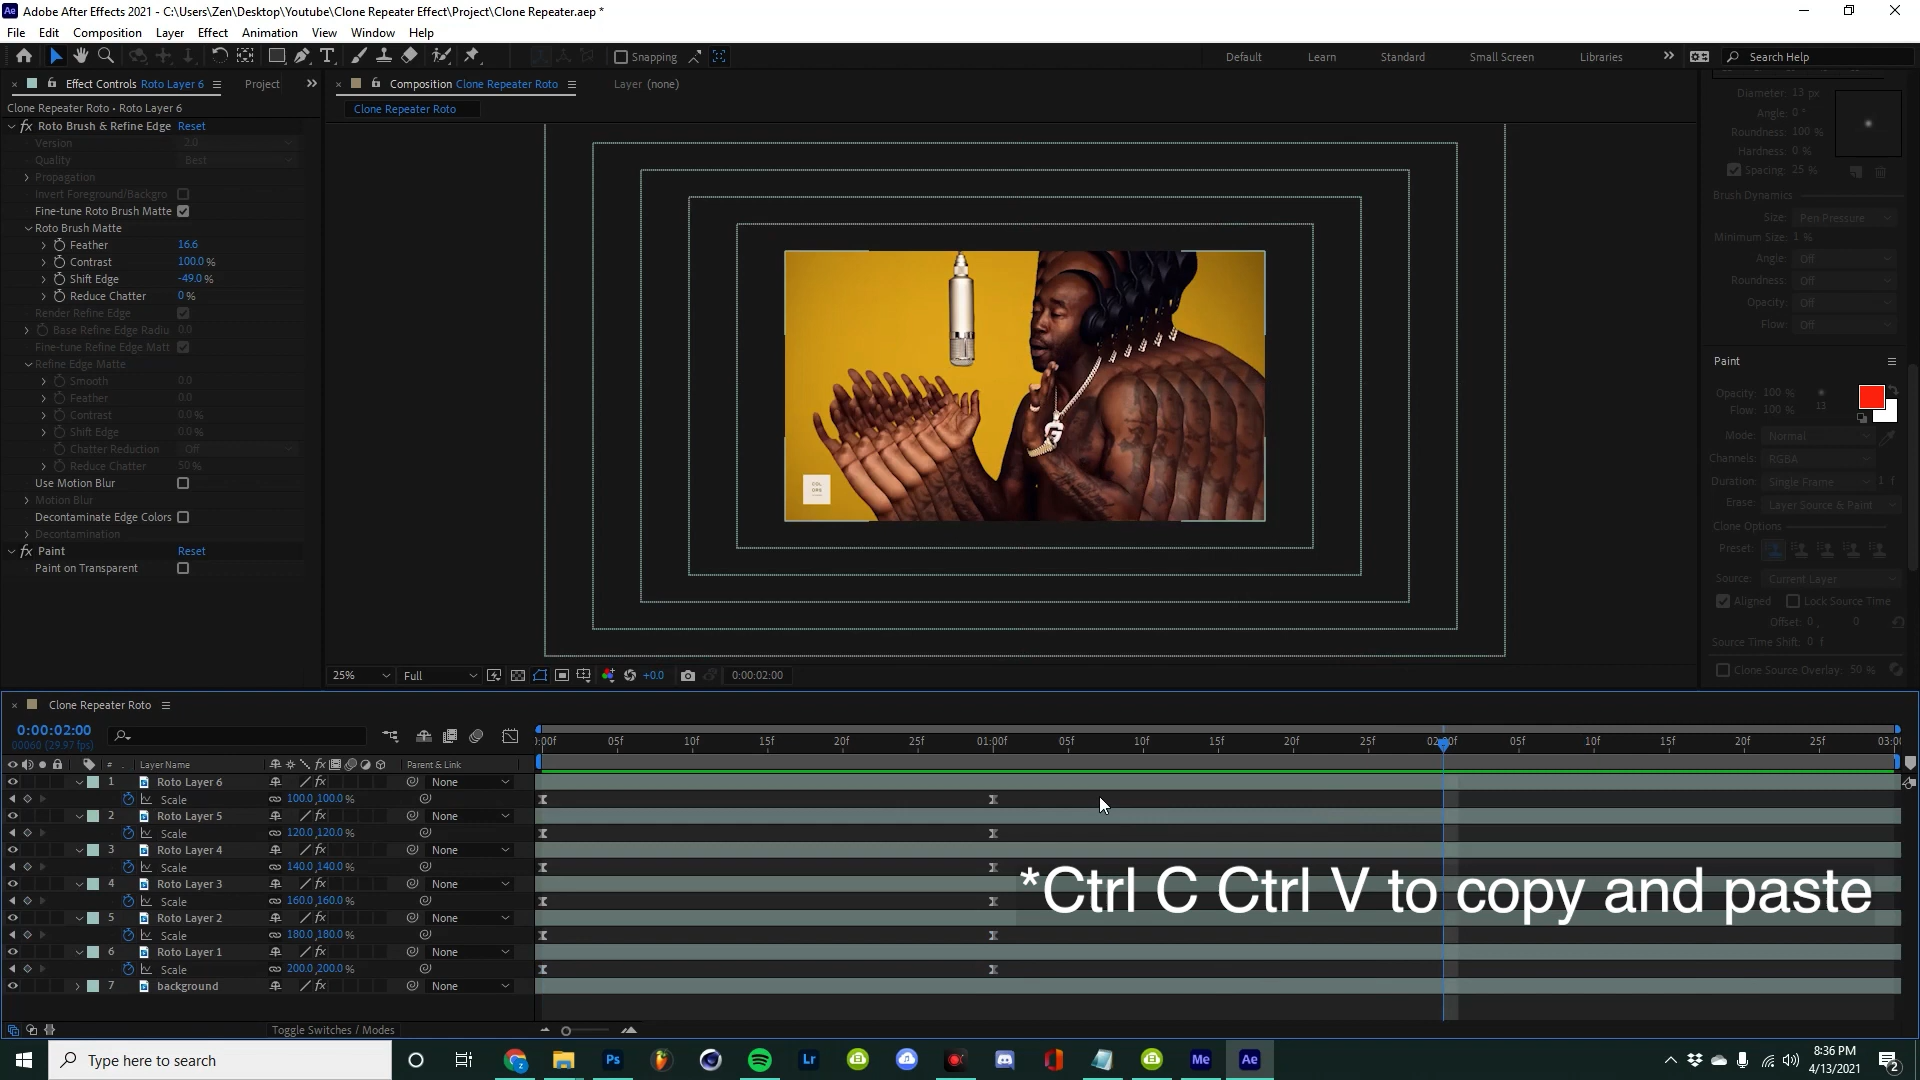 Adobe After Effects 2021 - C:\Users\Zen\Desktop\Youtube\Clone Repeater Effect\Project\Clone Repeater.aep *
File Edit Composition Layer Effect Animation View Window Help
Snapping
Default Learn Standard Small Screen Libraries
Search Help
Effect Controls Roto Layer 6
Project
Clone Repeater Roto • Roto Layer 6
fx Roto Brush & Refine Edge Reset
Version 2.0
Quality Best
Propagation
Invert Foreground/Backgro
Fine-tune Roto Brush Matte
Roto Brush Matte
Feather 16.6
Contrast 100.0 %
Shift Edge -49.0 %
Reduce Chatter 0 %
Render Refine Edge
Base Refine Edge Radiu 0.0
Fine-tune Refine Edge Matt
Refine Edge Matte
Smooth 0.0
Feather 0.0
Contrast 0.0 %
Shift Edge 0.0 %
Chatter Reduction Off
Reduce Chatter 50 %
Use Motion Blur
Motion Blur
Decontaminate Edge Colors
Decontamination
fx Paint Reset
Paint on Transparent
Composition Clone Repeater Roto
Layer (none)
Clone Repeater Roto
COL
ORS
G
25% Full +0.0 0:00:02:00
Diameter: 13 px
Angle: 0 °
Roundness: 100 %
Hardness: 0 %
Spacing: 25 %
Brush Dynamics
Size: Pen Pressure
Minimum Size: 1 %
Angle: Off
Roundness: Off
Opacity: Off
Flow: Off
Paint
Opacity: 100 %
Flow: 100 %
13
Mode: Normal
Channels: RGBA
Duration: Single Frame 1 f
Erase: Layer Source & Paint
Clone Options
Preset:
Source: Current Layer
Aligned Lock Source Time
Offset: 0 , 0
Source Time Shift: 0 f
Clone Source Overlay: 50 %
Clone Repeater Roto
0:00:02:00
00060 (29.97 fps)
:00f 05f 10f 15f 20f 25f 01:00f 05f 10f 15f 20f 25f 02:00f 05f 10f 15f 20f 25f 03:00
# Layer Name fx Parent & Link
1 Roto Layer 6 fx None
Scale 100.0,100.0 %
2 Roto Layer 5 fx None
Scale 120.0,120.0 %
3 Roto Layer 4 fx None
Scale 140.0,140.0 %
4 Roto Layer 3 fx None
Scale 160.0,160.0 %
5 Roto Layer 2 fx None
Scale 180.0,180.0 %
6 Roto Layer 1 fx None
Scale 200.0,200.0 %
7 background fx None
*Ctrl C Ctrl V to copy and paste
Toggle Switches / Modes
Type here to search
Ps Lr Me Ae
8:36 PM
4/13/2021
2